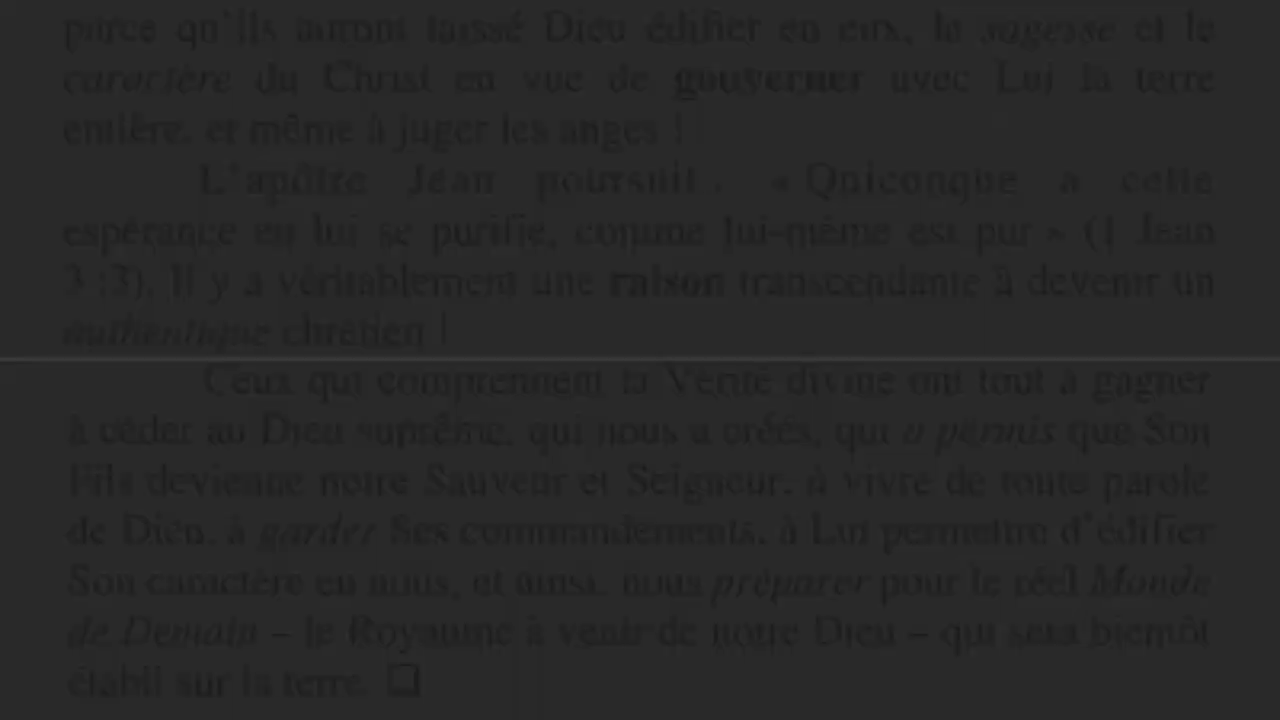 parce qu'ils auront laissé Dieu édifier en eux, la sagesse et le
caractère du Christ en vue de gouverner avec Lui la terre
entière, et même à juger les anges !
L'apôtre Jean poursuit : « Quiconque a cette
espérance en lui se purifie, comme lui-même est pur » (1 Jean
3 :3). Il y a véritablement une raison transcendante à devenir un
authentique chrétien !
Ceux qui comprennent la Vérité divine ont tout à gagner
à céder au Dieu suprême, qui nous a créés, qui a permis que Son
Fils devienne notre Sauveur et Seigneur, à vivre de toute parole
de Dieu, à garder Ses commandements, à Lui permettre d'édifier
Son caractère en nous, et ainsi, nous préparer pour le réel Monde
de Demain – le Royaume à venir de notre Dieu – qui sera bientôt
établi sur la terre. ❑